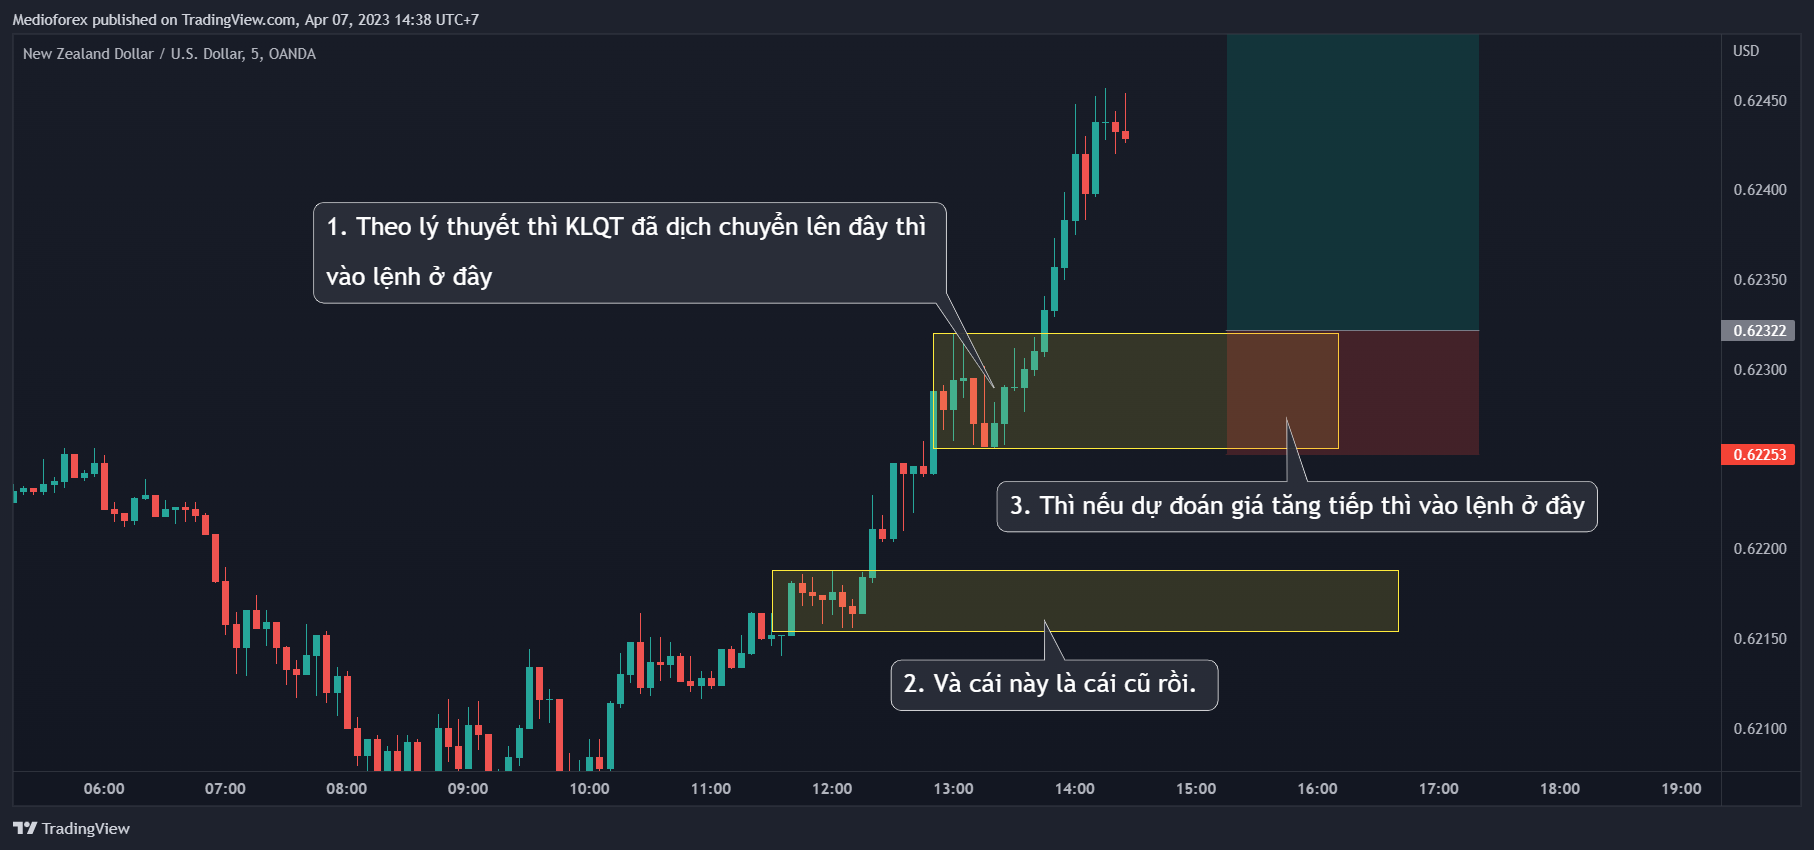 Medioforex published on TradingView.com, Apr 07, 2023 14:38 UTC+7
New Zealand Dollar / U.S. Dollar, 5, OANDA
USD
0.62450
0.62400
1. Theo lý thuyết thì KLQT đã dịch chuyển lên đây thì
vào lệnh ở đây
0.62350
0.62322
0.62300
0.62253
3. Thì nếu dự đoán giá tăng tiếp thì vào lệnh ở đây
0.62200
0.62150
2. Và cái này là cái cũ rồi.
0.62100
06:00 07:00 08:00 09:00 10:00 11:00 12:00 13:00 14:00 15:00 16:00 17:00 18:00 19:00
TradingView